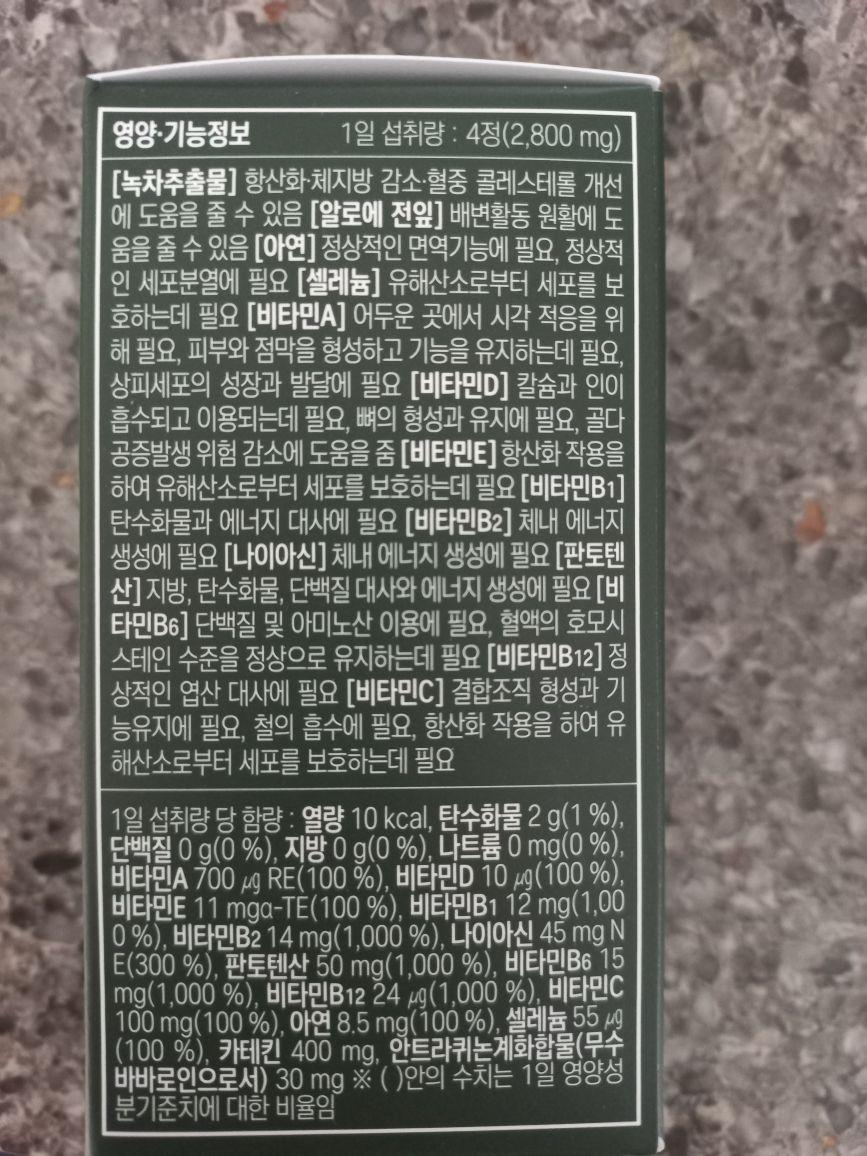 영양·기능정보 1일 섭취량 : 4정(2,800 mg)
[녹차추출물] 항산화·체지방 감소·혈중 콜레스테롤 개선
에 도움을 줄 수 있음 [알로에 전잎] 배변활동 원활에 도
움을 줄 수 있음 [아연] 정상적인 면역기능에 필요, 정상적
인 세포분열에 필요 [셀레늄] 유해산소로부터 세포를 보
호하는데 필요 [비타민A] 어두운 곳에서 시각 적응을 위
해 필요, 피부와 점막을 형성하고 기능을 유지하는데 필요,
상피세포의 성장과 발달에 필요 [비타민D] 칼슘과 인이
흡수되고 이용되는데 필요, 뼈의 형성과 유지에 필요, 골다
공증발생 위험 감소에 도움을 줌 [비타민E] 항산화 작용을
하여 유해산소로부터 세포를 보호하는데 필요 [비타민B1]
탄수화물과 에너지 대사에 필요 [비타민B2] 체내 에너지
생성에 필요 [나이아신] 체내 에너지 생성에 필요 [판토텐
산] 지방, 탄수화물, 단백질 대사와 에너지 생성에 필요 [비
타민B6] 단백질 및 아미노산 이용에 필요, 혈액의 호모시
스테인 수준을 정상으로 유지하는데 필요 [비타민B12] 정
상적인 엽산 대사에 필요 [비타민C] 결합조직 형성과 기
능유지에 필요, 철의 흡수에 필요, 항산화 작용을 하여 유
해산소로부터 세포를 보호하는데 필요
1일 섭취량 당 함량 : 열량 10 kcal, 탄수화물 2 g(1 %),
단백질 0 g(0 %), 지방 0 g(0 %), 나트륨 0 mg(0 %),
비타민A 700 ㎍ RE(100 %), 비타민D 10 ㎍(100 %),
비타민E 11 mgα-TE(100 %), 비타민B1 12 mg(1,00
0 %), 비타민B2 14 mg(1,000 %), 나이아신 45 mg N
E(300 %), 판토텐산 50 mg(1,000 %), 비타민B6 15
mg(1,000 %), 비타민B12 24 ㎍(1,000 %), 비타민C
100 mg(100 %), 아연 8.5 mg(100 %), 셀레늄 55 ㎍
(100 %), 카테킨 400 mg, 안트라퀴논계화합물(무수
바바로인으로서) 30 mg ※ ( )안의 수치는 1일 영양성
분기준치에 대한 비율임